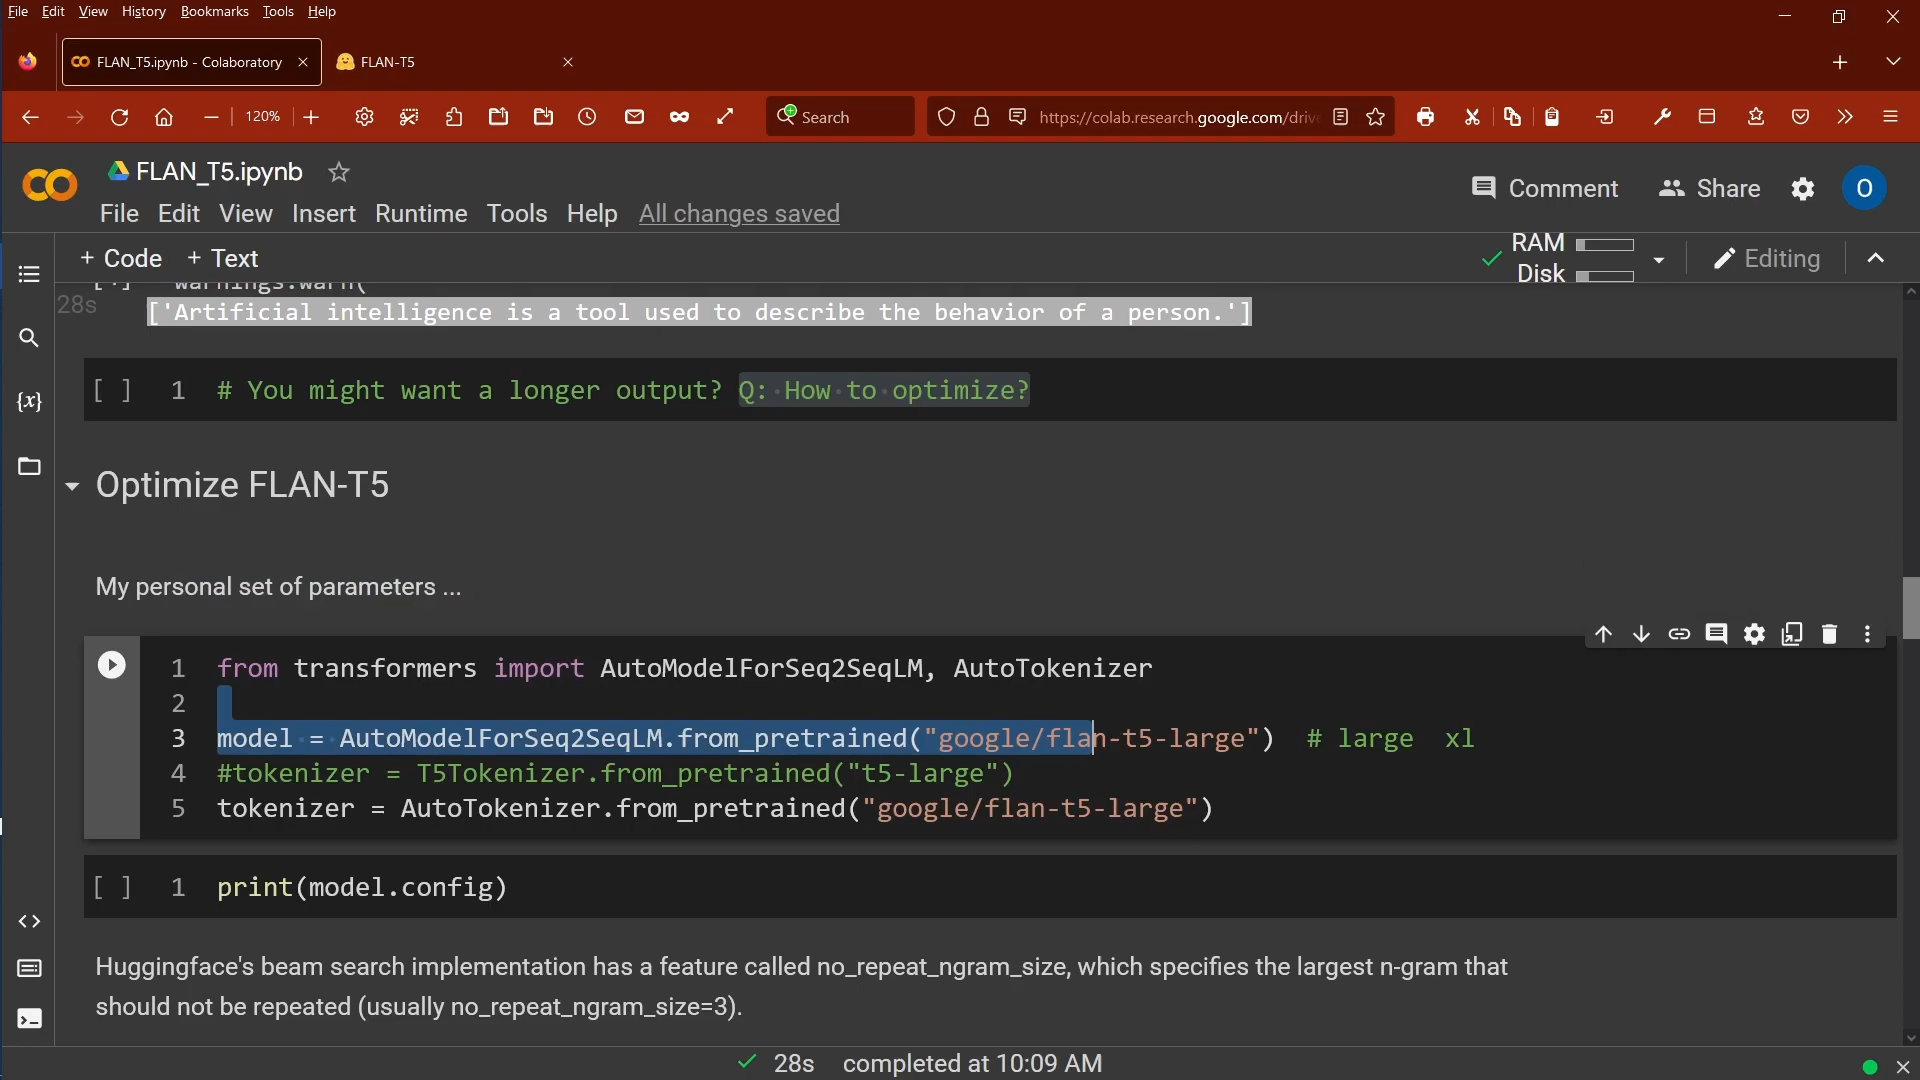 File Edit View History Bookmarks Tools Help
FLAN_T5.ipynb - Colaboratory FLAN-T5
120% Search https://colab.research.google.com/driv
FLAN_T5.ipynb
Comment Share O
File Edit View Insert Runtime Tools Help All changes saved
+ Code + Text RAM Disk Editing
warnings.warn(
28s
['Artificial intelligence is a tool used to describe the behavior of a person.']
[ ] 1 # You might want a longer output? Q: How to optimize?
Optimize FLAN-T5
My personal set of parameters ...
1 from transformers import AutoModelForSeq2SeqLM, AutoTokenizer
2
3 model = AutoModelForSeq2SeqLM.from_pretrained("google/flan-t5-large") # large xl
4 #tokenizer = T5Tokenizer.from_pretrained("t5-large")
5 tokenizer = AutoTokenizer.from_pretrained("google/flan-t5-large")
[ ] 1 print(model.config)
Huggingface's beam search implementation has a feature called no_repeat_ngram_size, which specifies the largest n-gram that
should not be repeated (usually no_repeat_ngram_size=3).
28s completed at 10:09 AM